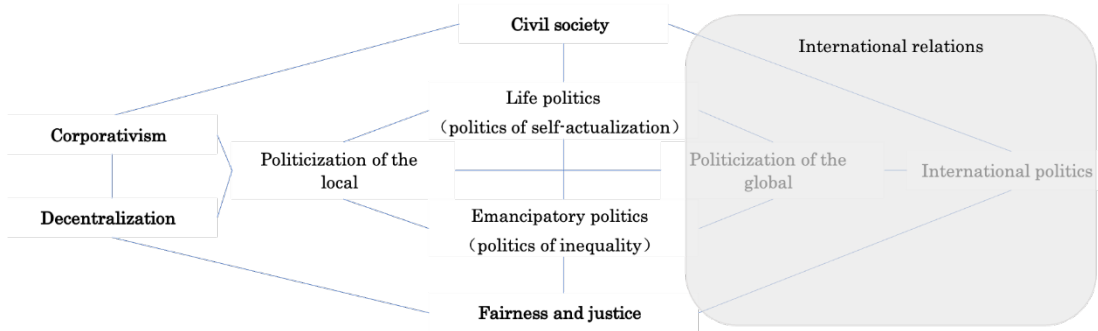 Civil society
International relations
Life politics
（politics of self-actualization）
Corporativism
Politicization of the
local
Politicization of the
global
International politics
Decentralization
Emancipatory politics
（politics of inequality）
Fairness and justice